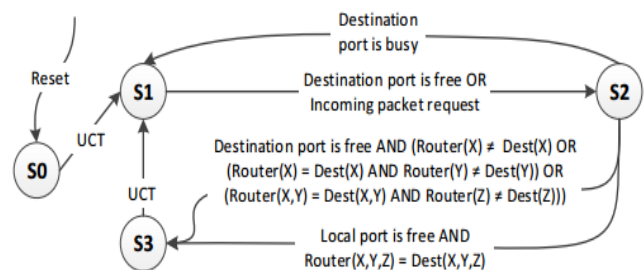 Destination
port is busy
Reset
S1
Destination port is free OR
Incoming packet request
S2
UCT
Destination port is free AND (Router(X) ≠ Dest(X) OR
(Router(X) = Dest(X) AND Router(Y) ≠ Dest(Y)) OR
(Router(X,Y) = Dest(X,Y) AND Router(Z) ≠ Dest(Z)))
S0
UCT
S3
Local port is free AND
Router(X,Y,Z) = Dest(X,Y,Z)